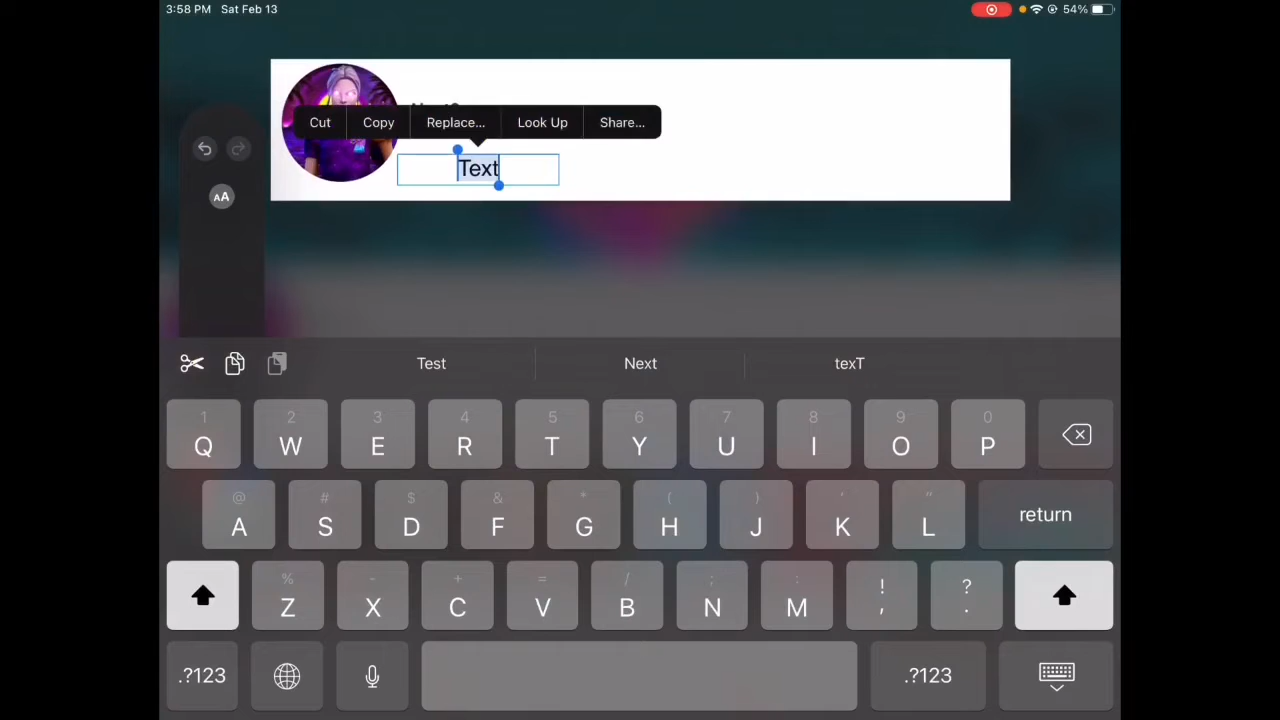 3:58 PM Sat Feb 13
54%
Cut Copy Replace... Look Up Share...
Text
AA
Test Next texT
1 2 3 4 5 6 7 8 9 0
Q W E R T Y U I O P
@ # $ & * ( ) ' "
A S D F G H J K L return
% - + = / ; : ! ?
Z X C V B N M , .
.?123 .?123